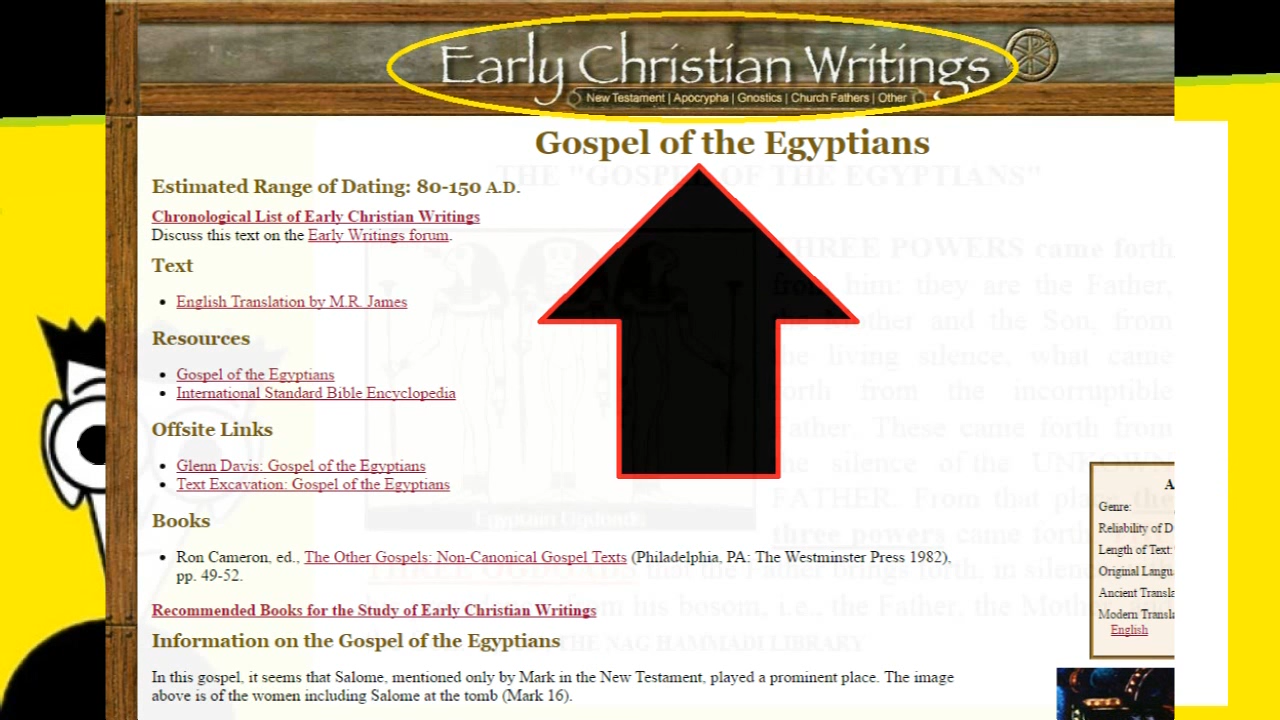 Early Christian Writings
New Testament | Apocrypha | Gnostics | Church Fathers | Other
Gospel of the Egyptians
THE "GOSPEL OF THE EGYPTIANS"
Estimated Range of Dating: 80-150 A.D.
Chronological List of Early Christian Writings
Discuss this text on the Early Writings forum.
Text
English Translation by M.R. James
Resources
Gospel of the Egyptians
International Standard Bible Encyclopedia
Offsite Links
Glenn Davis: Gospel of the Egyptians
Text Excavation: Gospel of the Egyptians
Books
Ron Cameron, ed., The Other Gospels: Non-Canonical Gospel Texts (Philadelphia, PA: The Westminster Press 1982),
pp. 49-52.
Recommended Books for the Study of Early Christian Writings
Information on the Gospel of the Egyptians
In this gospel, it seems that Salome, mentioned only by Mark in the New Testament, played a prominent place. The image
above is of the women including Salome at the tomb (Mark 16).
THREE POWERS came forth
from him: they are the Father,
the Mother and the Son, from
the living silence, what came
forth from the incorruptible
Father. These came forth from
the silence of the UNKNOWN
FATHER. From that place the
three powers came forth,
THREE OGDOADS that the Father brings forth, in silence
from his bosom, i.e., the Father, the Mother and
THE NAG HAMMADI LIBRARY
A
Genre:
Reliability of D
Length of Text:
Original Langu
Ancient Transla
Modern Transla
English